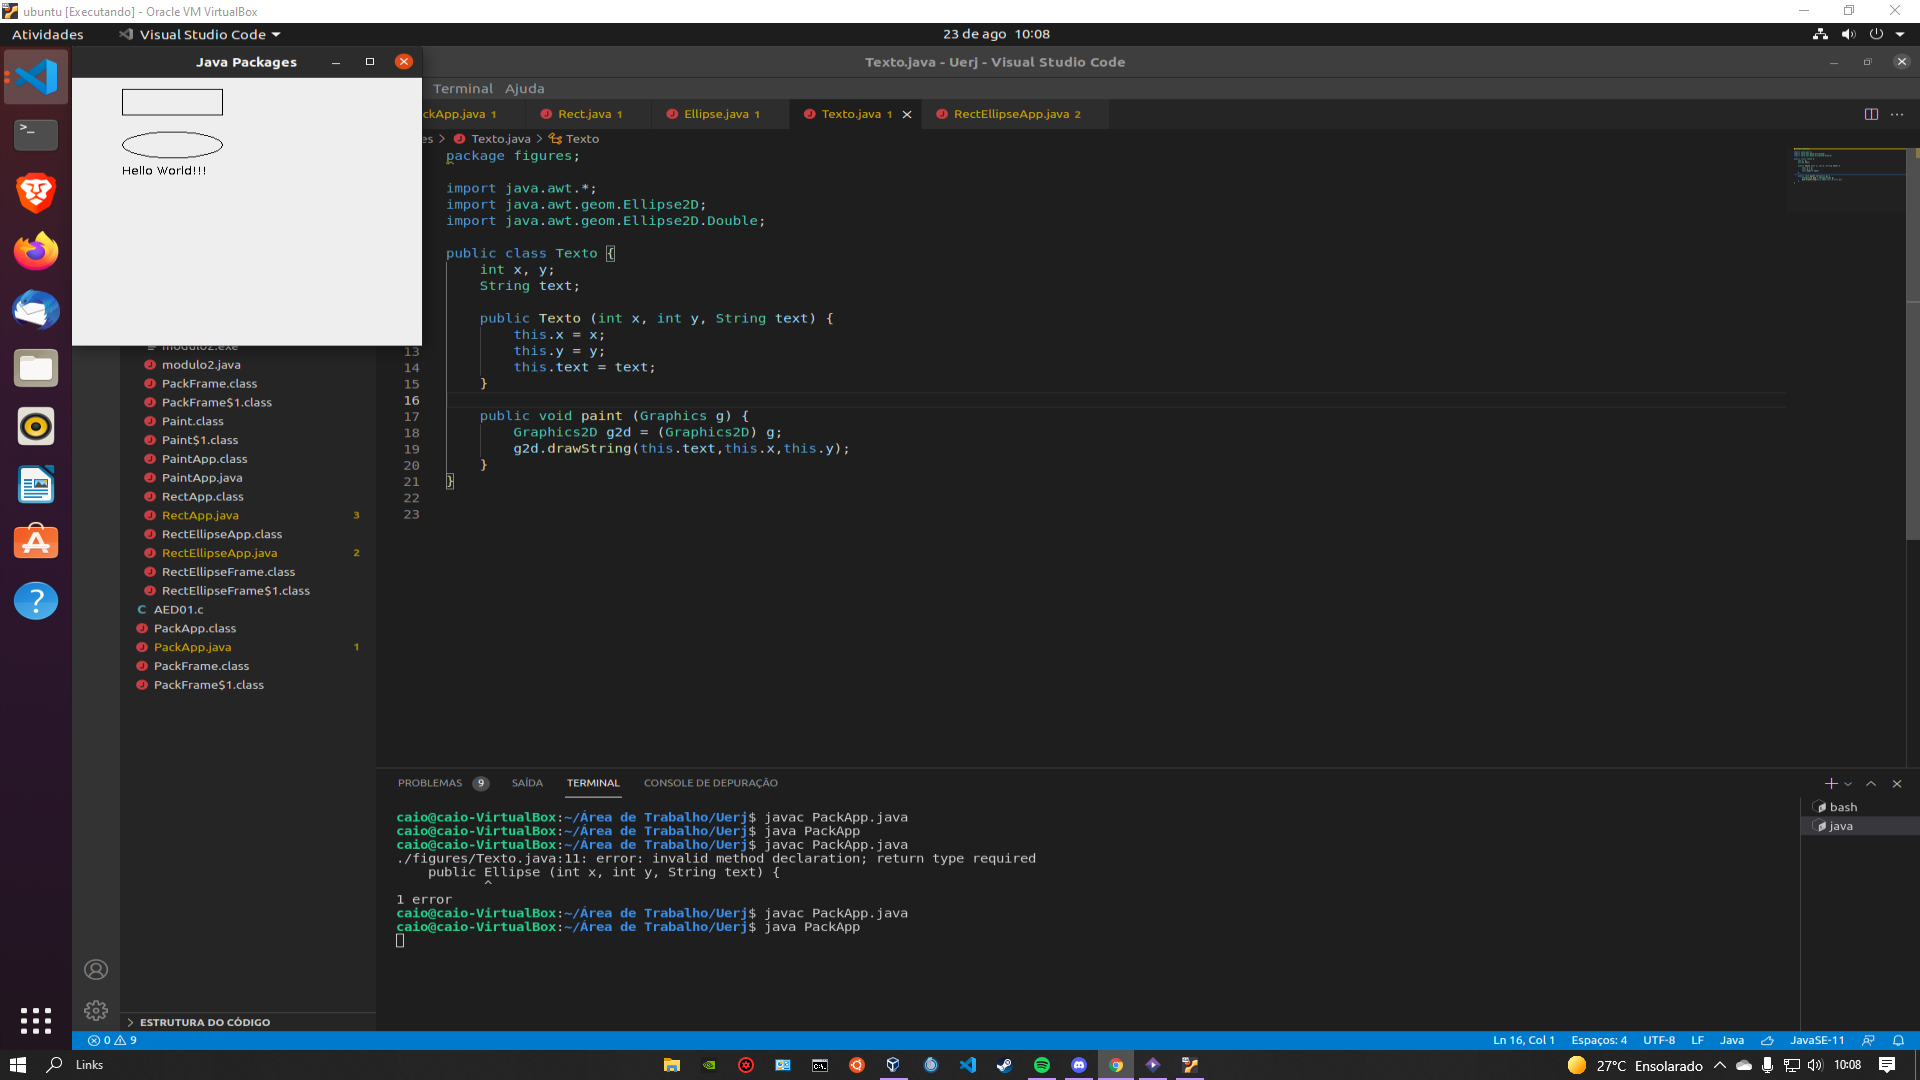 ubuntu [Executando] - Oracle VM VirtualBox
Atividades
Visual Studio Code
23 de ago 10:08
Java Packages
Texto.java - Uerj - Visual Studio Code
Hello World!!!
Terminal Ajuda
ckApp.java 1
Rect.java 1
Ellipse.java 1
Texto.java 1
RectEllipseApp.java 2
es > Texto.java > Texto
package figures;
import java.awt.*;
import java.awt.geom.Ellipse2D;
import java.awt.geom.Ellipse2D.Double;
public class Texto {
int x, y;
String text;
public Texto (int x, int y, String text) {
this.x = x;
13 this.y = y;
14 this.text = text;
15 }
16
17 public void paint (Graphics g) {
18 Graphics2D g2d = (Graphics2D) g;
19 g2d.drawString(this.text,this.x,this.y);
20 }
21 }
22
23
modulo2.exe
modulo2.java
PackFrame.class
PackFrame$1.class
Paint.class
Paint$1.class
PaintApp.class
PaintApp.java
RectApp.class
RectApp.java 3
RectEllipseApp.class
RectEllipseApp.java 2
RectEllipseFrame.class
RectEllipseFrame$1.class
C AED01.c
PackApp.class
PackApp.java 1
PackFrame.class
PackFrame$1.class
ESTRUTURA DO CÓDIGO
PROBLEMAS 9 SAÍDA TERMINAL CONSOLE DE DEPURAÇÃO
caio@caio-VirtualBox:~/Área de Trabalho/Uerj$ javac PackApp.java
caio@caio-VirtualBox:~/Área de Trabalho/Uerj$ java PackApp
caio@caio-VirtualBox:~/Área de Trabalho/Uerj$ javac PackApp.java
./figures/Texto.java:11: error: invalid method declaration; return type required
public Ellipse (int x, int y, String text) {
^
1 error
caio@caio-VirtualBox:~/Área de Trabalho/Uerj$ javac PackApp.java
caio@caio-VirtualBox:~/Área de Trabalho/Uerj$ java PackApp
bash
java
0 9
Ln 16, Col 1 Espaços: 4 UTF-8 LF Java JavaSE-11
Links
27°C Ensolarado 10:08